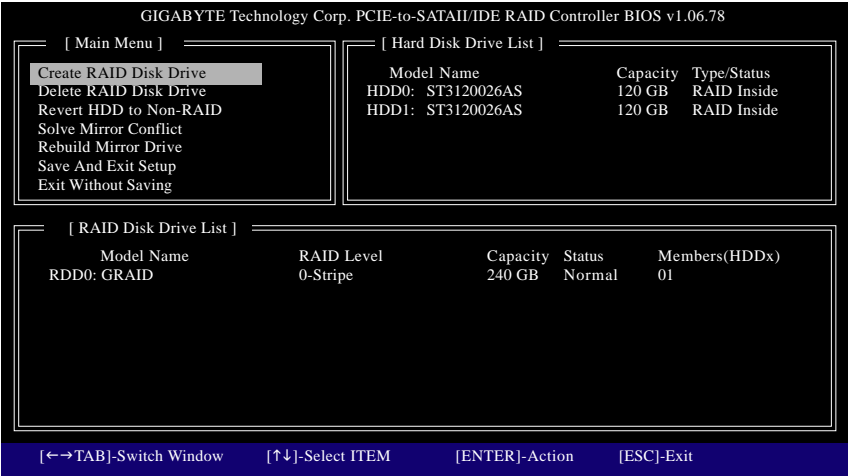 GIGABYTE Technology Corp. PCIE-to-SATAII/IDE RAID Controller BIOS v1.06.78
[ Main Menu ]
Create RAID Disk Drive
Delete RAID Disk Drive
Revert HDD to Non-RAID
Solve Mirror Conflict
Rebuild Mirror Drive
Save And Exit Setup
Exit Without Saving
[ Hard Disk Drive List ]
Model Name Capacity Type/Status
HDD0: ST3120026AS 120 GB RAID Inside
HDD1: ST3120026AS 120 GB RAID Inside
[ RAID Disk Drive List ]
Model Name RAID Level Capacity Status Members(HDDx)
RDD0: GRAID 0-Stripe 240 GB Normal 01
[←→TAB]-Switch Window [↑↓]-Select ITEM [ENTER]-Action [ESC]-Exit